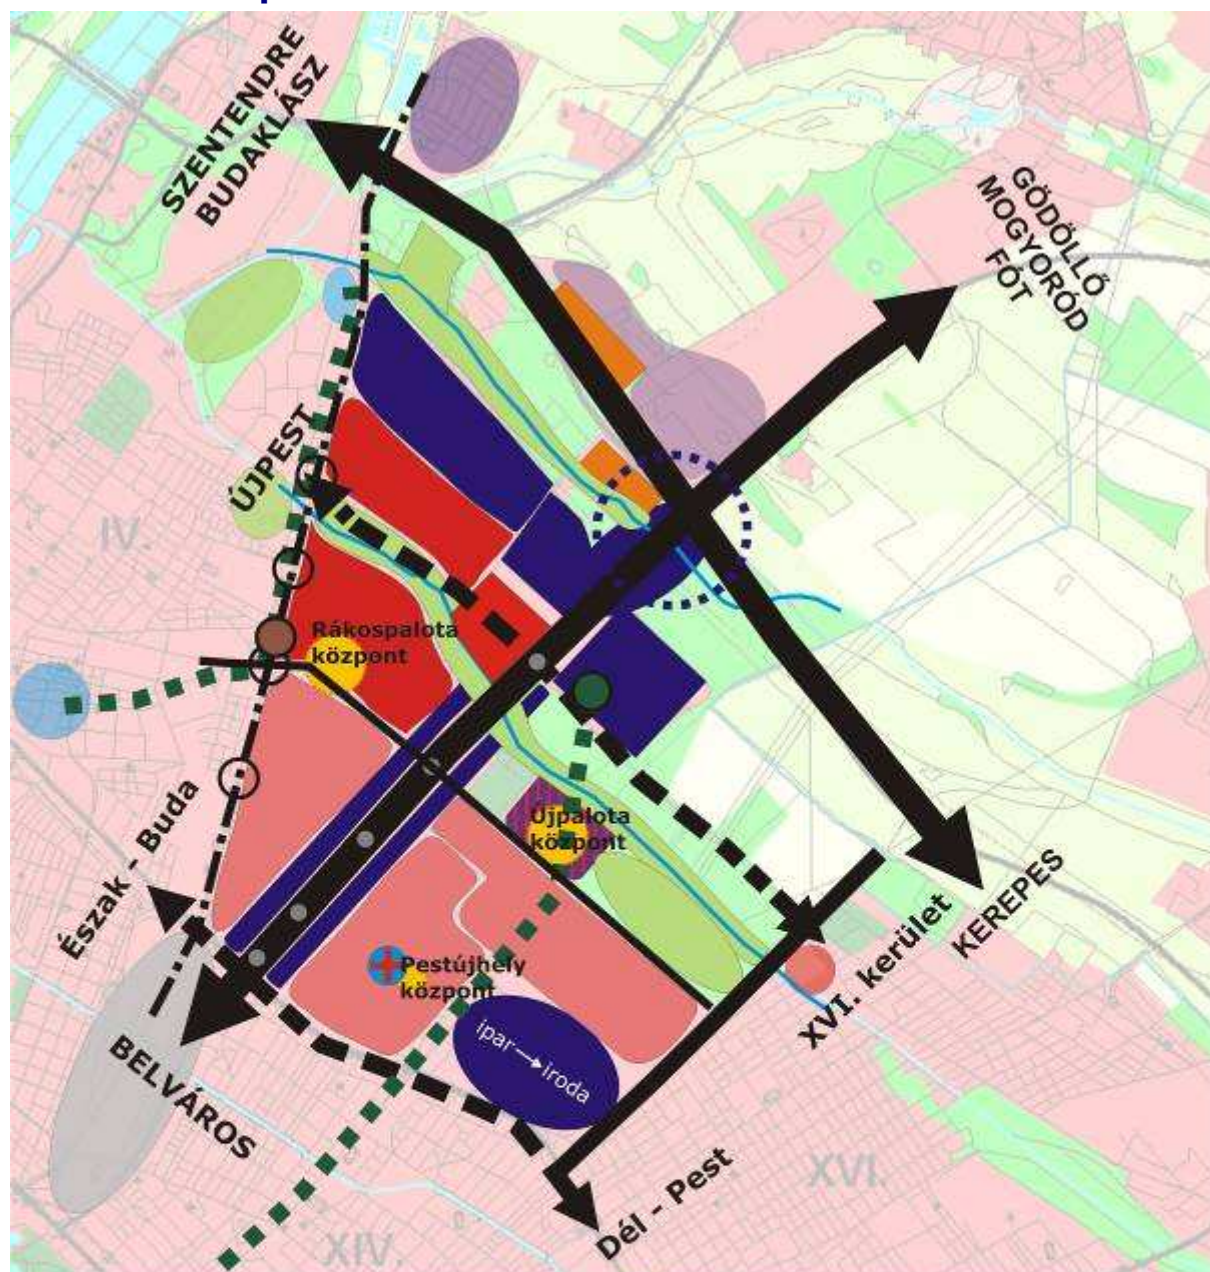 SZENTENDRE
BUDAKLÁSZ
GÖDÖLLŐ
MOGYORÓD
FÓT
ÚJPEST
IV.
Rákospalota
központ
Újpalota
központ
Észak - Buda
Pestújhely
központ
XVI. kerület
KEREPES
ipar
iroda
BELVÁROS
XVI.
Dél - Pest
XIV.